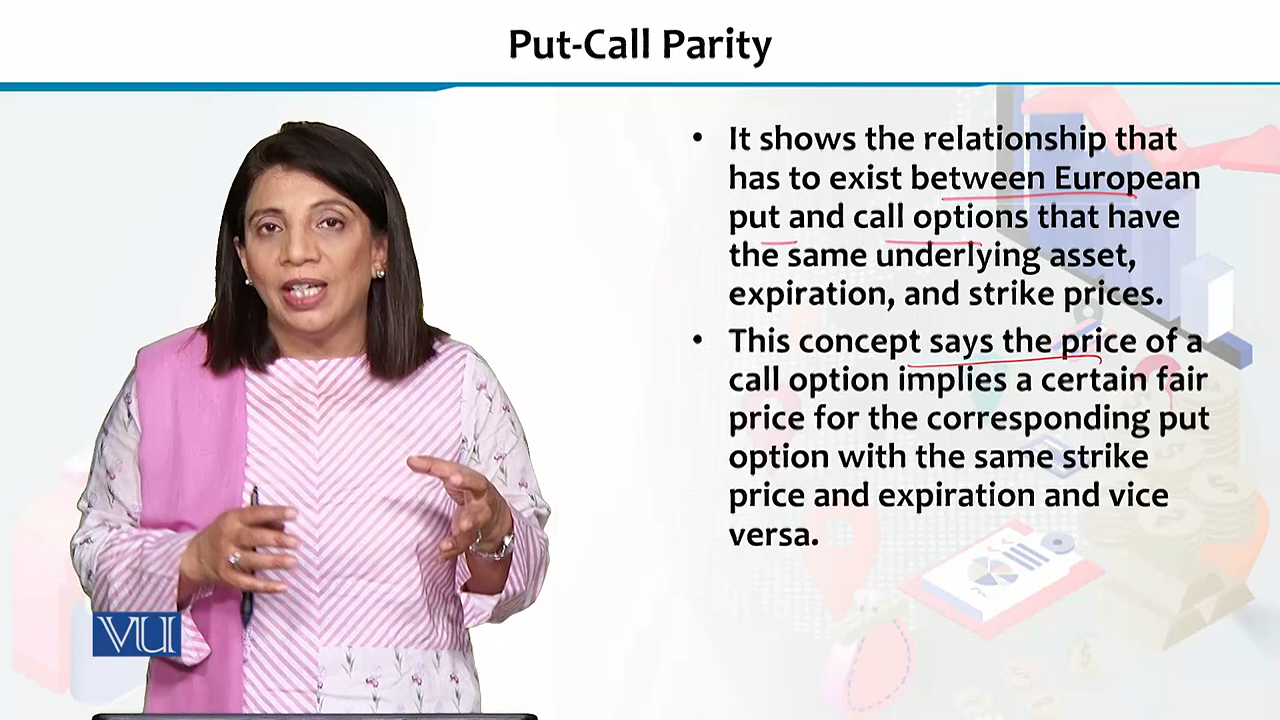 Put-Call Parity
• It shows the relationship that
has to exist between European
put and call options that have
the same underlying asset,
expiration, and strike prices.
• This concept says the price of a
call option implies a certain fair
price for the corresponding put
option with the same strike
price and expiration and vice
versa.
VU